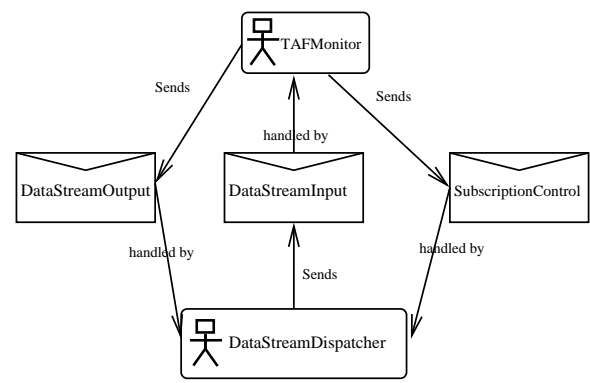 TAFMonitor
Sends
Sends
handled by
DataStreamOutput
DataStreamInput
SubscriptionControl
handled by
handled by
Sends
DataStreamDispatcher